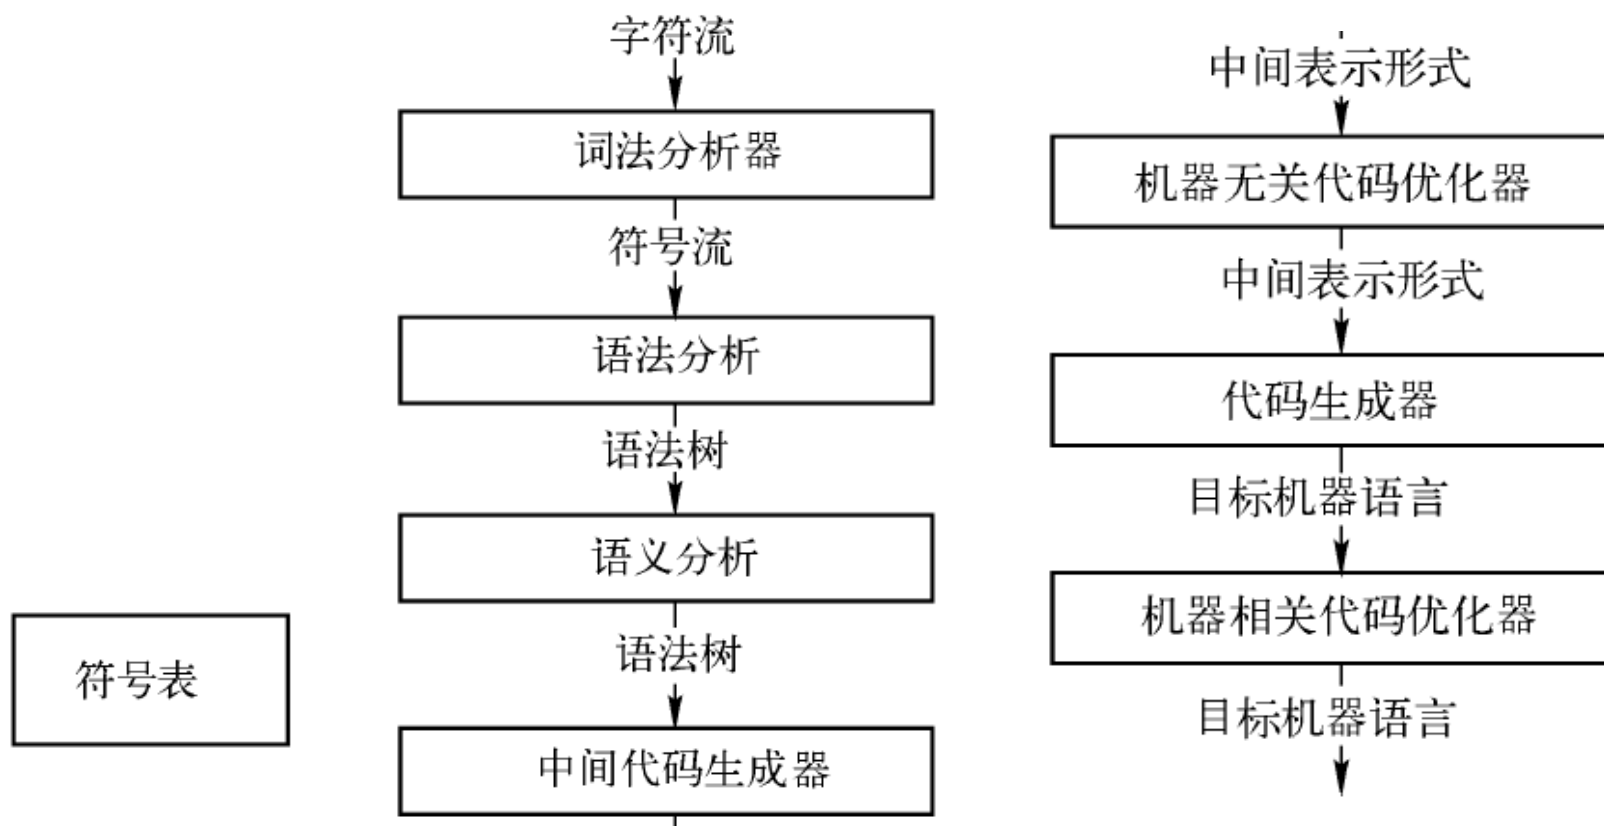 字符流
词法分析器
符号流
语法分析
语法树
语义分析
语法树
中间代码生成器
符号表
中间表示形式
机器无关代码优化器
中间表示形式
代码生成器
目标机器语言
机器相关代码优化器
目标机器语言